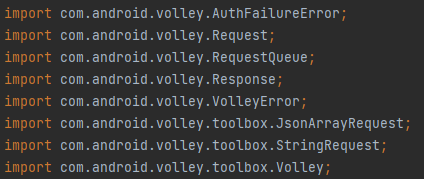 import com.android.volley.AuthFailureError;
import com.android.volley.Request;
import com.android.volley.RequestQueue;
import com.android.volley.Response;
import com.android.volley.VolleyError;
import com.android.volley.toolbox.JsonArrayRequest;
import com.android.volley.toolbox.StringRequest;
import com.android.volley.toolbox.Volley;